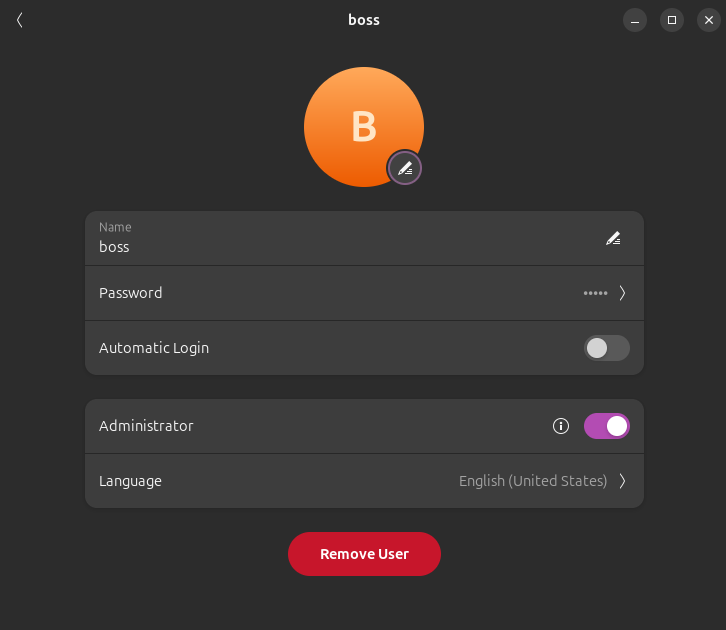 boss
B
Name
boss
Password
•••••
Automatic Login
Administrator
Language
English (United States)
Remove User